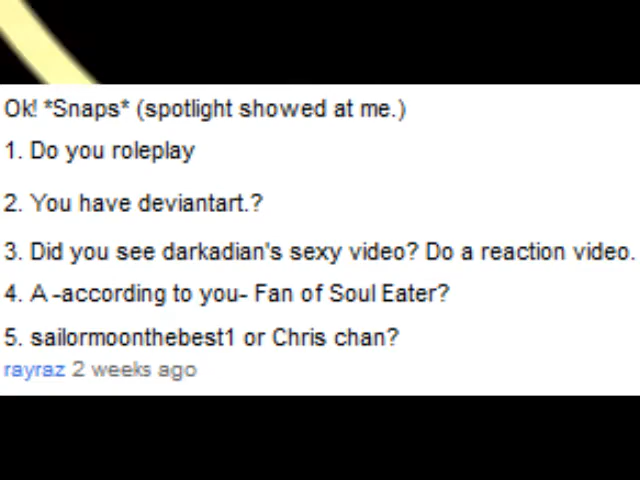 Ok! *Snaps* (spotlight showed at me.)
1. Do you roleplay
2. You have deviantart.?
3. Did you see darkadian's sexy video? Do a reaction video.
4. A -according to you- Fan of Soul Eater?
5. sailormoonthebest1 or Chris chan?
rayraz 2 weeks ago